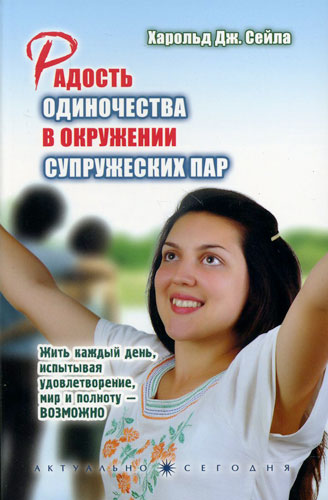 Харольд Дж. Сейла
Радость
одиночества
в окружении
супружеских пар
Жить каждый день,
испытывая
удовлетворение,
мир и полноту –
ВОЗМОЖНО
АКТУАЛЬНО СЕГОДНЯ